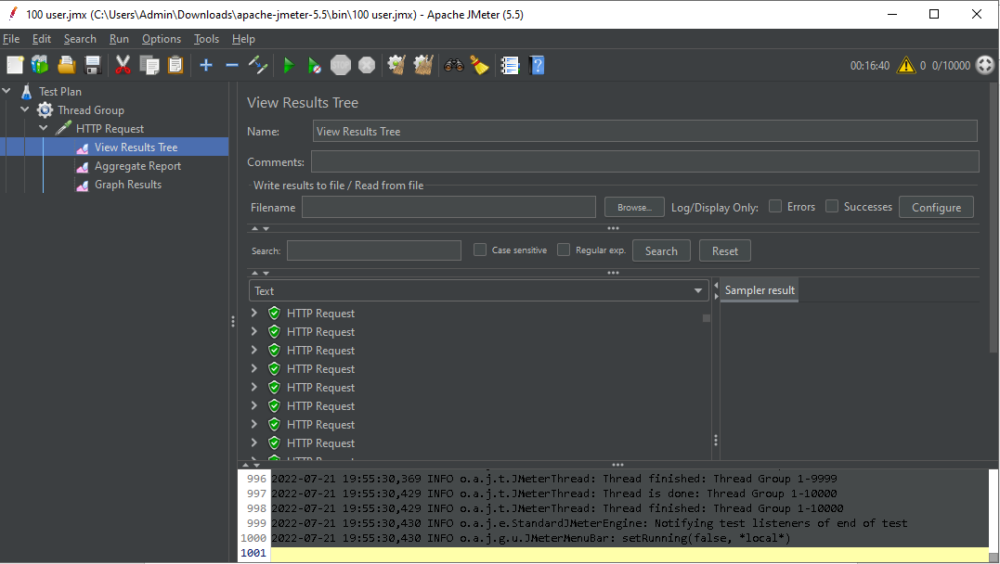 100 user.jmx (C:\Users\Admin\Downloads\apache-jmeter-5.5\bin\100 user.jmx) - Apache JMeter (5.5)
File Edit Search Run Options Tools Help
STOP 00:16:40 0 0/10000
Test Plan
Thread Group
HTTP Request
View Results Tree
Aggregate Report
Graph Results
View Results Tree
Name: View Results Tree
Comments:
Write results to file / Read from file
Filename Browse... Log/Display Only: Errors Successes Configure
Search: Case sensitive Regular exp. Search Reset
Text
Sampler result
HTTP Request
HTTP Request
HTTP Request
HTTP Request
HTTP Request
HTTP Request
HTTP Request
HTTP Request
HTTP Request
996 2022-07-21 19:55:30,369 INFO o.a.j.t.JMeterThread: Thread finished: Thread Group 1-9999
997 2022-07-21 19:55:30,429 INFO o.a.j.t.JMeterThread: Thread is done: Thread Group 1-10000
998 2022-07-21 19:55:30,429 INFO o.a.j.t.JMeterThread: Thread finished: Thread Group 1-10000
999 2022-07-21 19:55:30,430 INFO o.a.j.e.StandardJMeterEngine: Notifying test listeners of end of test
1000 2022-07-21 19:55:30,430 INFO o.a.j.g.u.JMeterMenuBar: setRunning(false, *local*)
1001